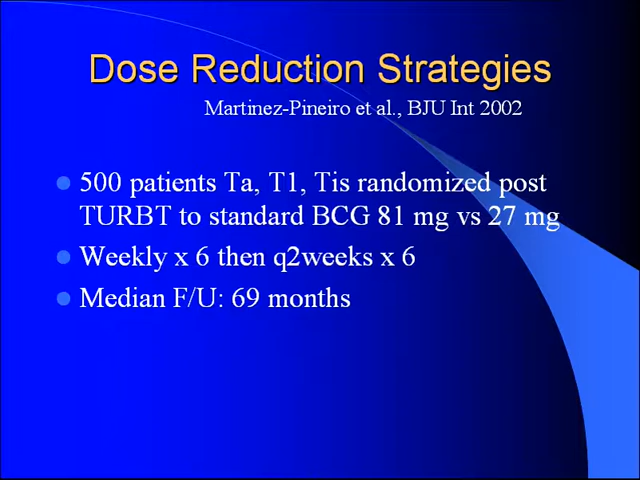 Dose Reduction Strategies
Martinez-Pineiro et al., BJU Int 2002
500 patients Ta, T1, Tis randomized post
TURBT to standard BCG 81 mg vs 27 mg
Weekly x 6 then q2weeks x 6
Median F/U: 69 months